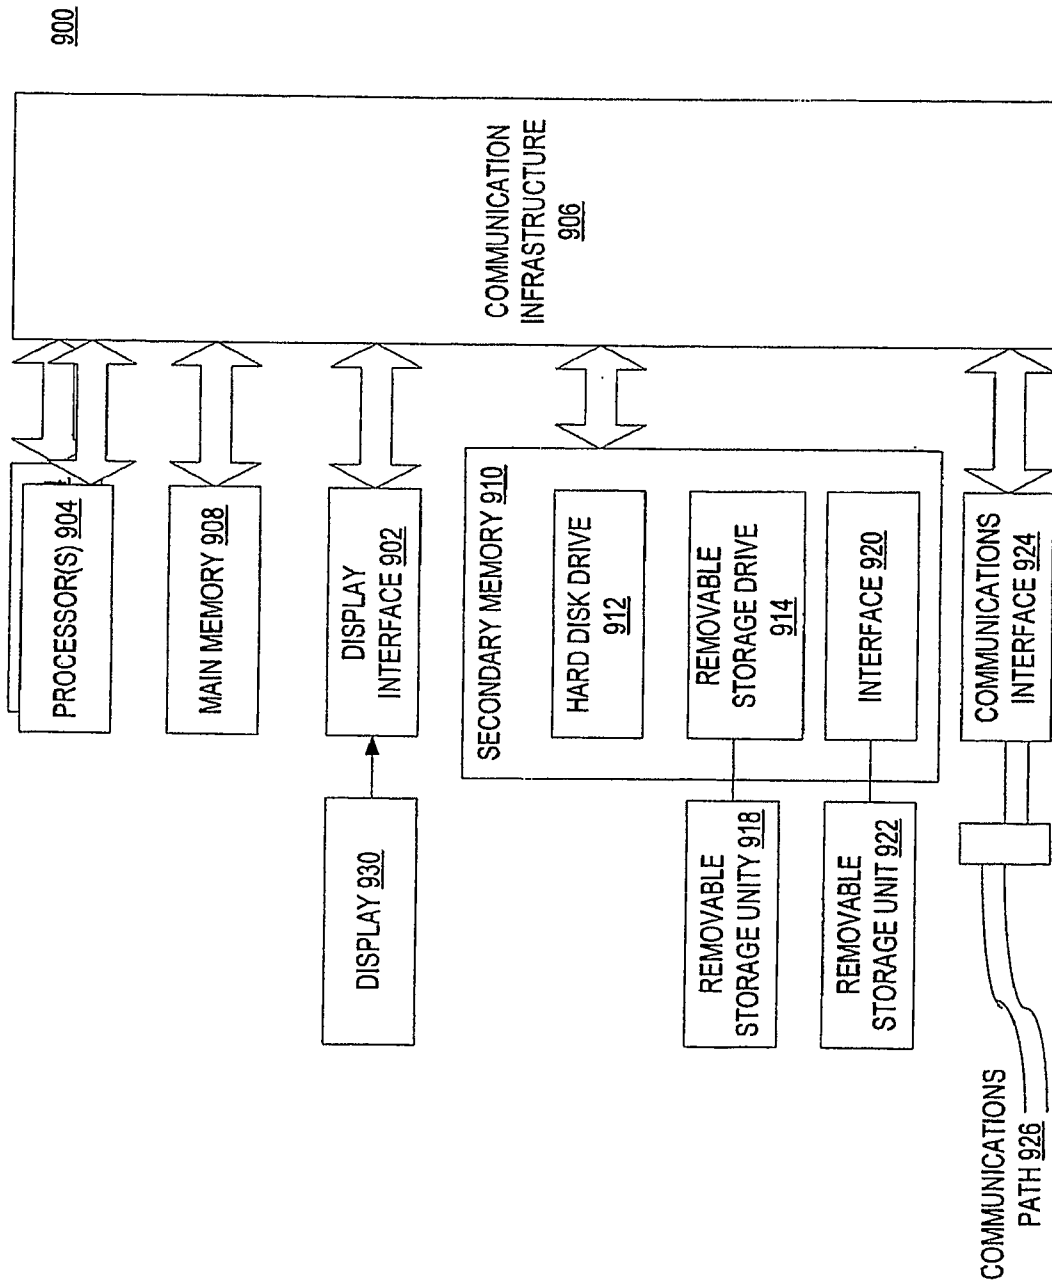 900
COMMUNICATION
INFRASTRUCTURE
906
PROCESSOR(S) 904
MAIN MEMORY 908
DISPLAY
INTERFACE 902
DISPLAY 930
SECONDARY MEMORY 910
HARD DISK DRIVE
912
REMOVABLE
STORAGE DRIVE
914
INTERFACE 920
REMOVABLE
STORAGE UNITY 918
REMOVABLE
STORAGE UNIT 922
COMMUNICATIONS
INTERFACE 924
COMMUNICATIONS
PATH 926